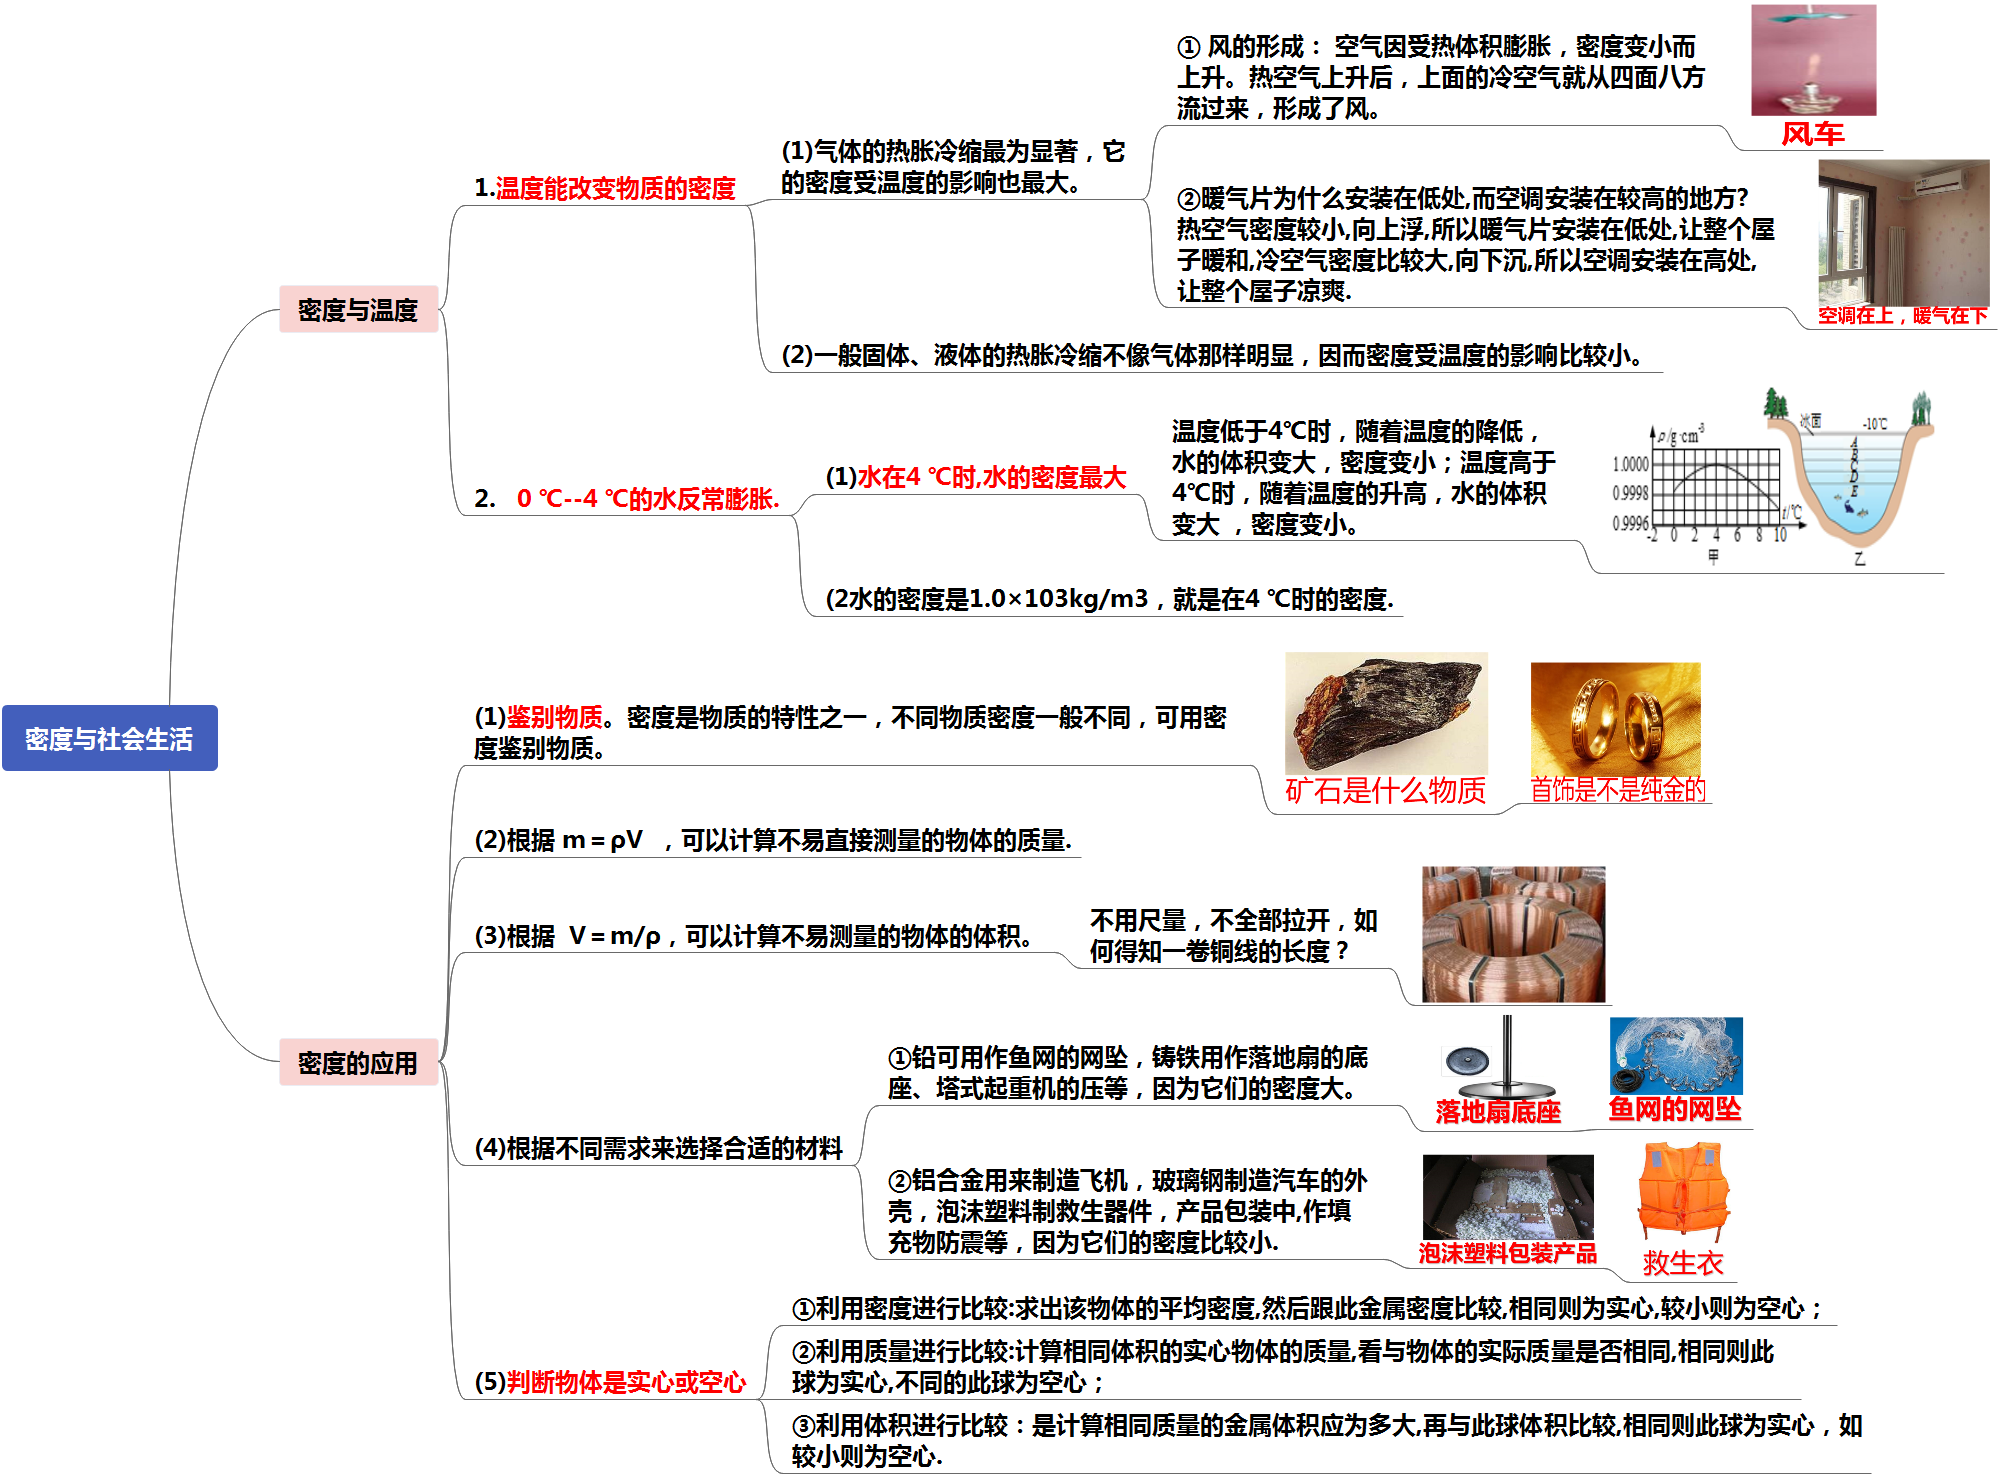 密度与社会生活
密度与温度
1.温度能改变物质的密度
(1)气体的热胀冷缩最为显著，它
的密度受温度的影响也最大。
① 风的形成： 空气因受热体积膨胀，密度变小而
上升。热空气上升后，上面的冷空气就从四面八方
流过来，形成了风。
风车
②暖气片为什么安装在低处,而空调安装在较高的地方?
热空气密度较小,向上浮,所以暖气片安装在低处,让整个屋
子暖和,冷空气密度比较大,向下沉,所以空调安装在高处,
让整个屋子凉爽.
空调在上，暖气在下
(2)一般固体、液体的热胀冷缩不像气体那样明显，因而密度受温度的影响比较小。
2. 0 ℃--4 ℃的水反常膨胀.
(1)水在4 ℃时,水的密度最大
温度低于4℃时，随着温度的降低，
水的体积变大，密度变小；温度高于
4℃时，随着温度的升高，水的体积
变大 ，密度变小。
ρ/g·cm-3
1.0000
0.9998
0.9996
-2 0 2 4 6 8 10
t/℃
甲
冰面
-10℃
A
B
C
D
E
乙
(2水的密度是1.0×103kg/m3，就是在4 ℃时的密度.
密度的应用
(1)鉴别物质。密度是物质的特性之一，不同物质密度一般不同，可用密
度鉴别物质。
矿石是什么物质
首饰是不是纯金的
(2)根据 m＝ρV ，可以计算不易直接测量的物体的质量.
(3)根据 V＝m/ρ，可以计算不易测量的物体的体积。
不用尺量，不全部拉开，如
何得知一卷铜线的长度？
(4)根据不同需求来选择合适的材料
①铅可用作鱼网的网坠，铸铁用作落地扇的底
座、塔式起重机的压等，因为它们的密度大。
落地扇底座
鱼网的网坠
②铝合金用来制造飞机，玻璃钢制造汽车的外
壳，泡沫塑料制救生器件，产品包装中,作填
充物防震等，因为它们的密度比较小.
泡沫塑料包装产品
救生衣
(5)判断物体是实心或空心
①利用密度进行比较:求出该物体的平均密度,然后跟此金属密度比较,相同则为实心,较小则为空心；
②利用质量进行比较:计算相同体积的实心物体的质量,看与物体的实际质量是否相同,相同则此
球为实心,不同的此球为空心；
③利用体积进行比较：是计算相同质量的金属体积应为多大,再与此球体积比较,相同则此球为实心，如
较小则为空心.